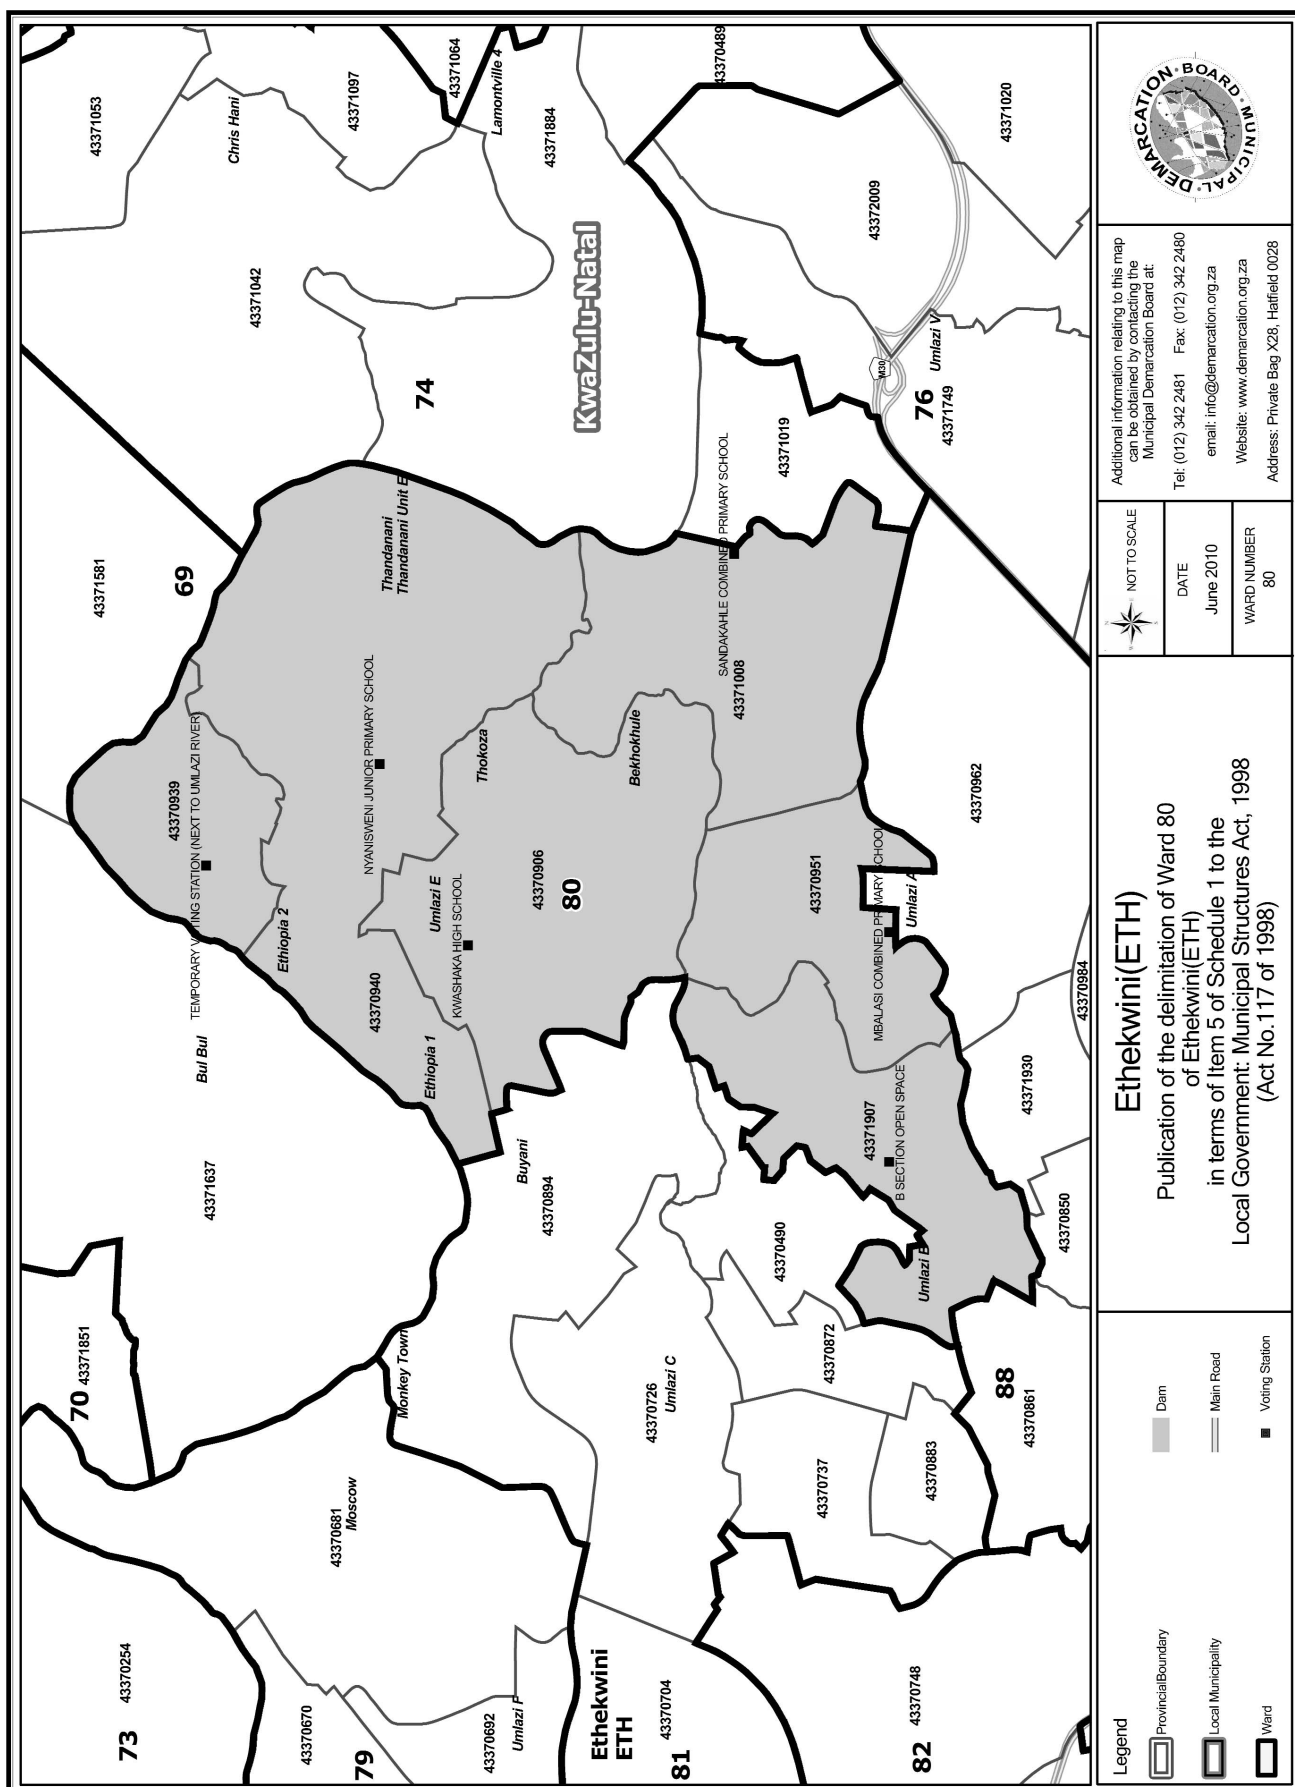 43371053
Chris Hani
43371097
43371064
Lamontville 4
43371884
43370489
43372009
43371020
43371042
74
KwaZulu-Natal
43371581
69
43371019
M30
Umlazi V
76
43371749
Thandanani
Thandanani Unit E
SANDAKAHLE COMBINED PRIMARY SCHOOL
43371008
43370939
TEMPORARY VOTING STATION (NEXT TO UMLAZI RIVER)
NYANISWENI JUNIOR PRIMARY SCHOOL
Thokoza
Bekhokhule
43370962
Ethiopia 2
Umlazi E
KWASHAKA HIGH SCHOOL
43370906
80
43370951
MBALASI COMBINED PRIMARY SCHOOL
Umlazi A
Bul Bul
43370940
Ethiopia 1
43370984
43371637
Buyani
43370894
43371907
B SECTION OPEN SPACE
43371930
43370490
Umlazi B
43370850
70
43371851
Monkey Town
43370726
Umlazi C
43370872
88
43370861
43370681
Moscow
43370737
43370883
73
43370254
43370670
79
43370692
Umlazi P
Ethekwini
ETH
43370704
81
82
43370748
Legend
ProvincialBoundary
Local Municipality
Ward
Dam
Main Road
Voting Station
Ethekwini(ETH)
Publication of the delimitation of Ward 80
of Ethekwini(ETH)
in terms of Item 5 of Schedule 1 to the
Local Government: Municipal Structures Act, 1998
(Act No.117 of 1998)
NOT TO SCALE
DATE
June 2010
WARD NUMBER
80
Additional information relating to this map
can be obtained by contacting the
Municipal Demarcation Board at:
Tel: (012) 342 2481 Fax: (012) 342 2480
email: info@demarcation.org.za
Website: www.demarcation.org.za
Address: Private Bag X28, Hatfield 0028
MUNICIPAL · DEMARCATION · BOARD ·